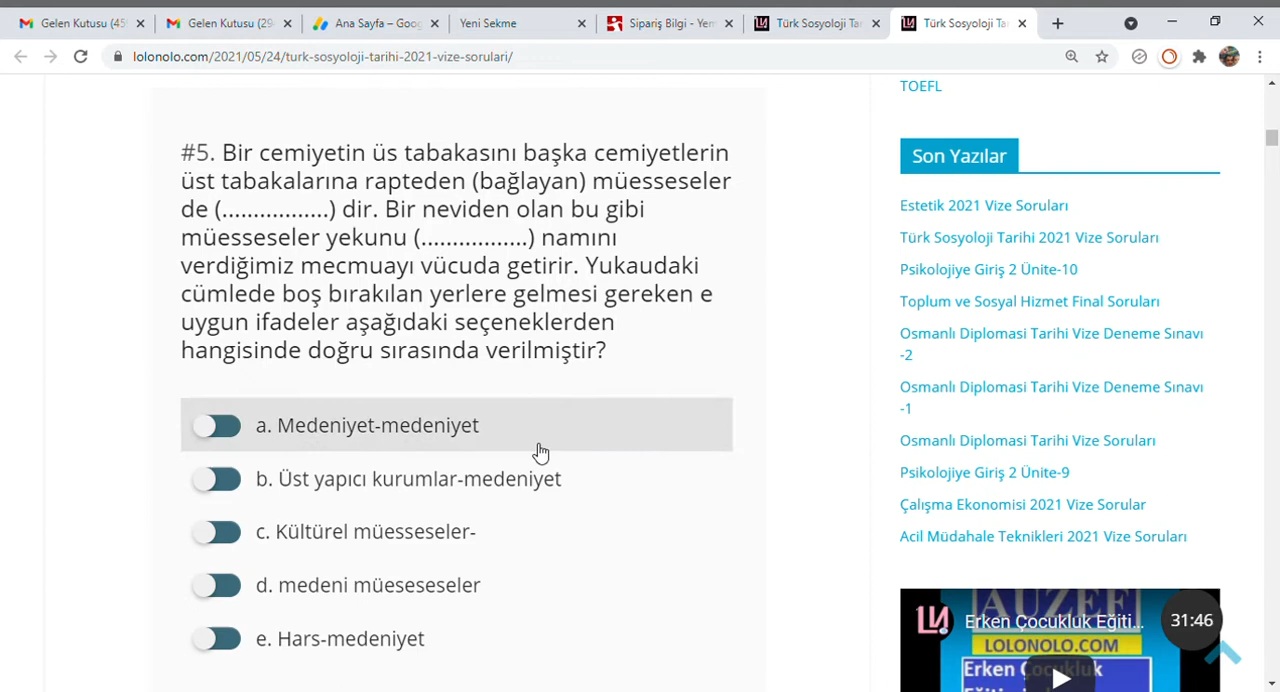 Gelen Kutusu (45
Gelen Kutusu (29
Ana Sayfa – Goog
Yeni Sekme
Sipariş Bilgi - Yem
Türk Sosyoloji Tar
Türk Sosyoloji Ta
lolonolo.com/2021/05/24/turk-sosyoloji-tarihi-2021-vize-sorulari/
#5. Bir cemiyetin üs tabakasını başka cemiyetlerin
üst tabakalarına rapteden (bağlayan) müesseseler
de (.................) dir. Bir neviden olan bu gibi
müesseseler yekunu (.................) namını
verdiğimiz mecmuayı vücuda getirir. Yukaudaki
cümlede boş bırakılan yerlere gelmesi gereken e
uygun ifadeler aşağıdaki seçeneklerden
hangisinde doğru sırasında verilmiştir?
a. Medeniyet-medeniyet
b. Üst yapıcı kurumlar-medeniyet
c. Kültürel müesseseler-
d. medeni müeseseseler
e. Hars-medeniyet
TOEFL
Son Yazılar
Estetik 2021 Vize Soruları
Türk Sosyoloji Tarihi 2021 Vize Soruları
Psikolojiye Giriş 2 Ünite-10
Toplum ve Sosyal Hizmet Final Soruları
Osmanlı Diplomasi Tarihi Vize Deneme Sınavı
-2
Osmanlı Diplomasi Tarihi Vize Deneme Sınavı
-1
Osmanlı Diplomasi Tarihi Vize Soruları
Psikolojiye Giriş 2 Ünite-9
Çalışma Ekonomisi 2021 Vize Sorular
Acil Müdahale Teknikleri 2021 Vize Soruları
AUZEF
Erken Çocukluk Eğiti...
31:46
LOLONOLO.COM
Erken Çocukluk